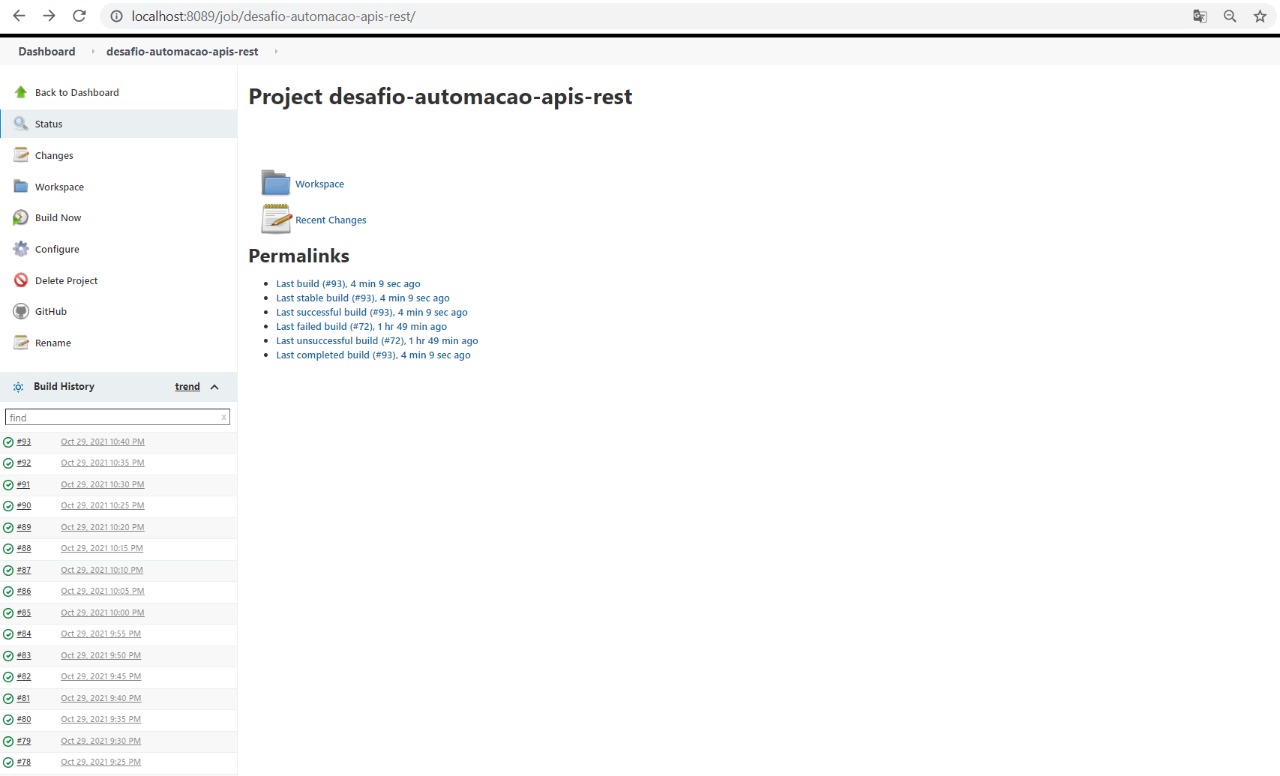 localhost:8089/job/desafio-automacao-apis-rest/
Dashboard desafio-automacao-apis-rest
Back to Dashboard
Status
Changes
Workspace
Build Now
Configure
Delete Project
GitHub
Rename
Build History trend
find x
#93 Oct 29, 2021 10:40 PM
#92 Oct 29, 2021 10:35 PM
#91 Oct 29, 2021 10:30 PM
#90 Oct 29, 2021 10:25 PM
#89 Oct 29, 2021 10:20 PM
#88 Oct 29, 2021 10:15 PM
#87 Oct 29, 2021 10:10 PM
#86 Oct 29, 2021 10:05 PM
#85 Oct 29, 2021 10:00 PM
#84 Oct 29, 2021 9:55 PM
#83 Oct 29, 2021 9:50 PM
#82 Oct 29, 2021 9:45 PM
#81 Oct 29, 2021 9:40 PM
#80 Oct 29, 2021 9:35 PM
#79 Oct 29, 2021 9:30 PM
#78 Oct 29, 2021 9:25 PM
Project desafio-automacao-apis-rest
Workspace
Recent Changes
Permalinks
Last build (#93), 4 min 9 sec ago
Last stable build (#93), 4 min 9 sec ago
Last successful build (#93), 4 min 9 sec ago
Last failed build (#72), 1 hr 49 min ago
Last unsuccessful build (#72), 1 hr 49 min ago
Last completed build (#93), 4 min 9 sec ago